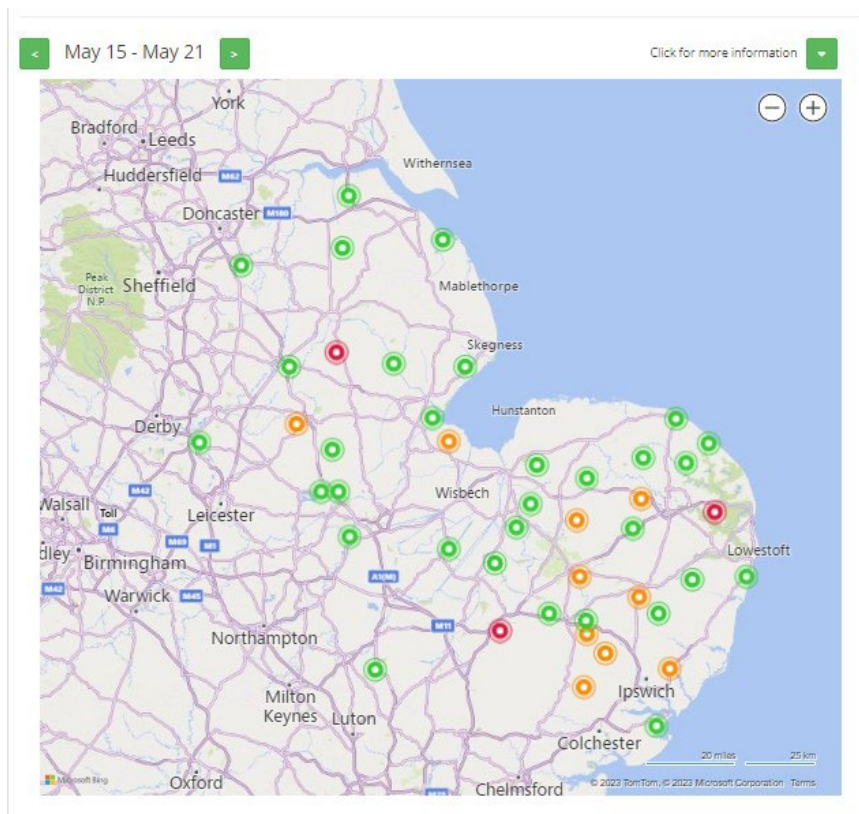 <
May 15 - May 21
>
Click for more information
York
Bradford
Leeds
Withernsea
Huddersfield
M62
Doncaster
M180
Peak
District
N.P.
Sheffield
Mablethorpe
Skegness
Hunstanton
Derby
Wisbech
M42
Walsall
Toll
Leicester
M6
M69
M1
dley
Birmingham
Lowestoft
A1(M)
M42
Warwick
M45
M11
Northampton
Milton
Keynes
Ipswich
Luton
Colchester
20 miles
25 km
Microsoft Bing
Oxford
Chelmsford
© 2023 TomTom, © 2023 Microsoft Corporation Terms